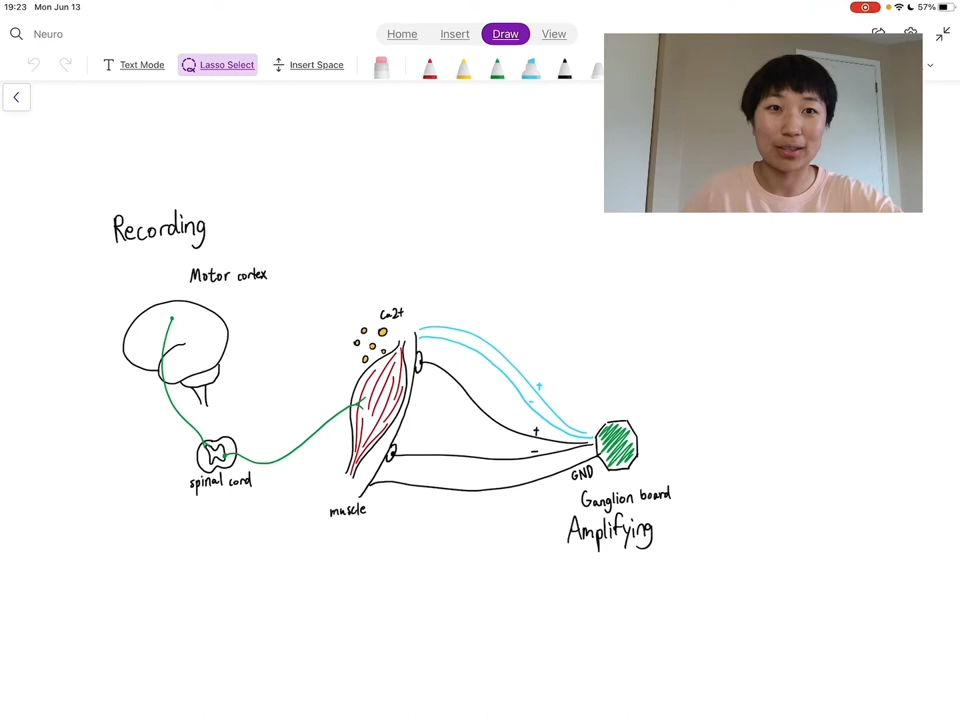 19:23 Mon Jun 13
57%
Neuro
Home Insert Draw View
Text Mode Lasso Select Insert Space
Recording
Motor cortex
Ca2+
+
-
+
-
spinal cord
GND
muscle
Ganglion board
Amplifying